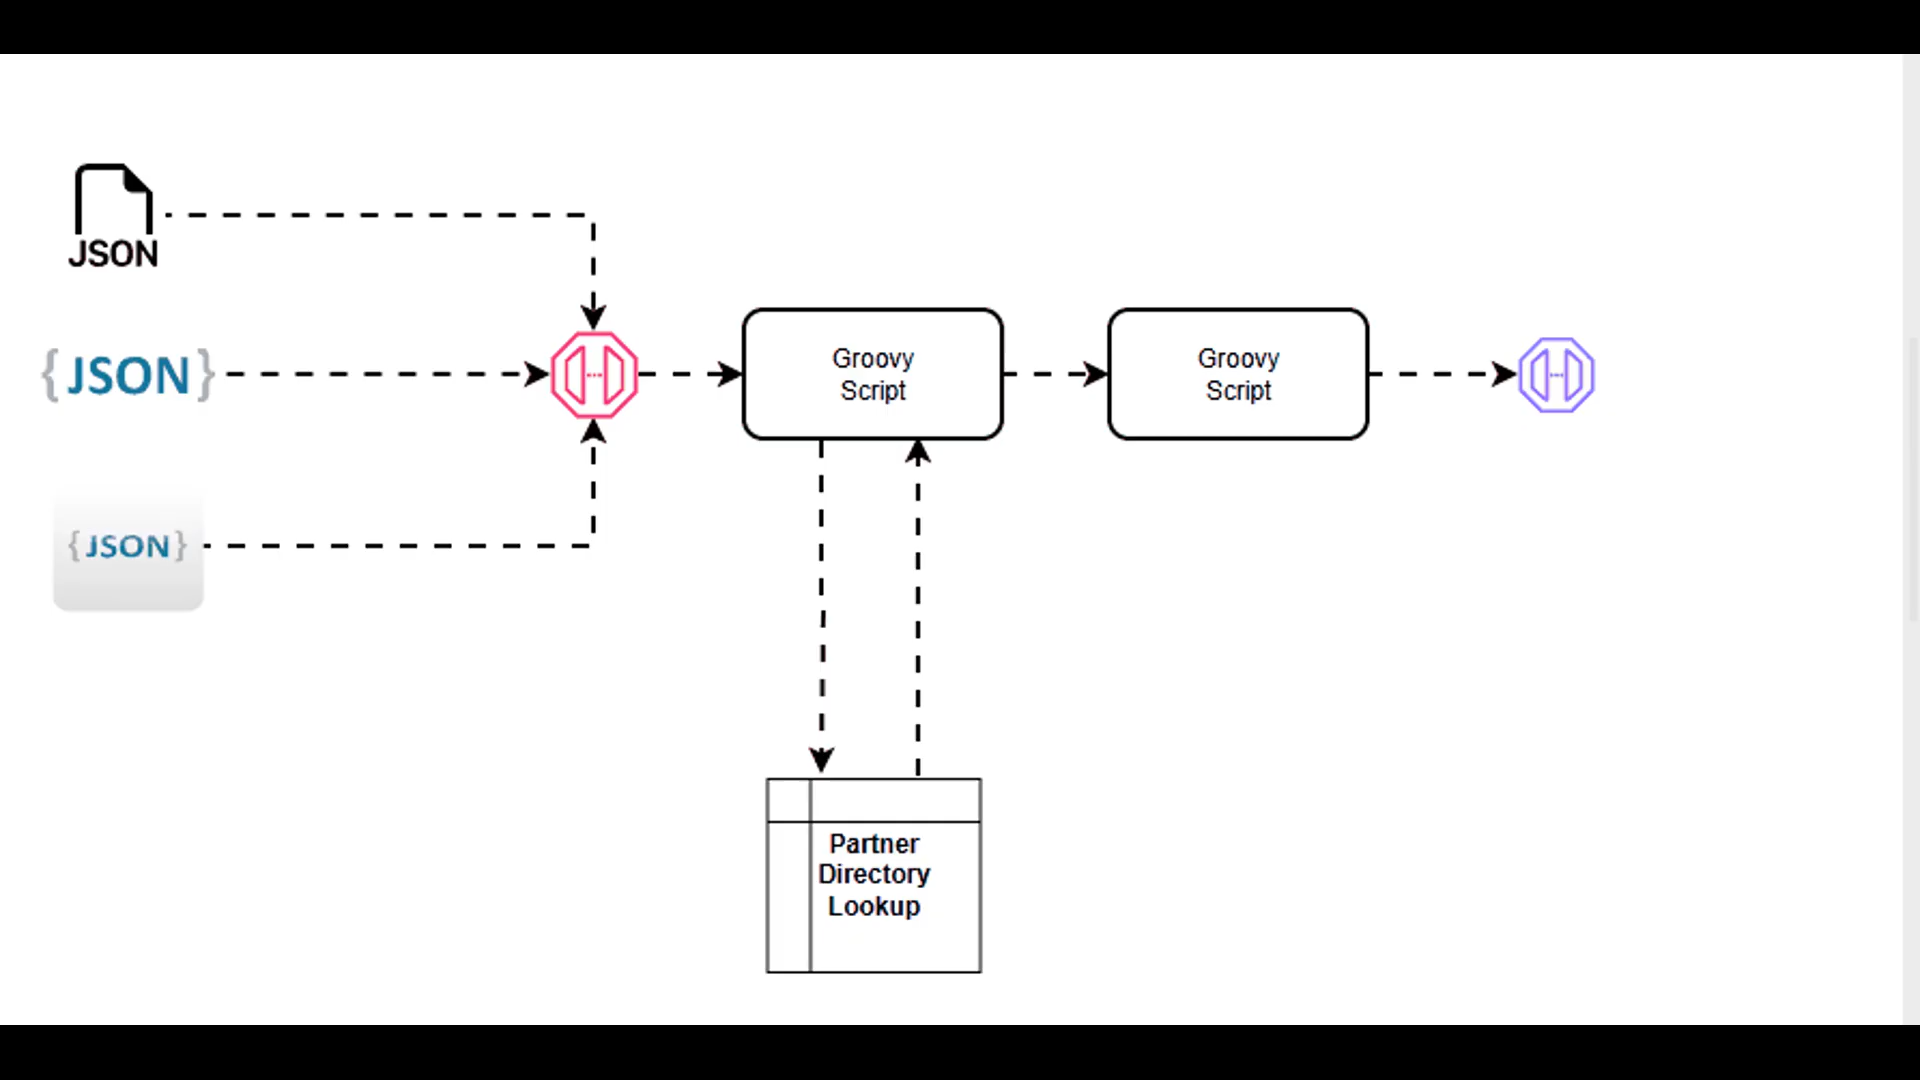 JSON
{JSON}
{JSON}
Groovy
Script
Groovy
Script
Partner
Directory
Lookup